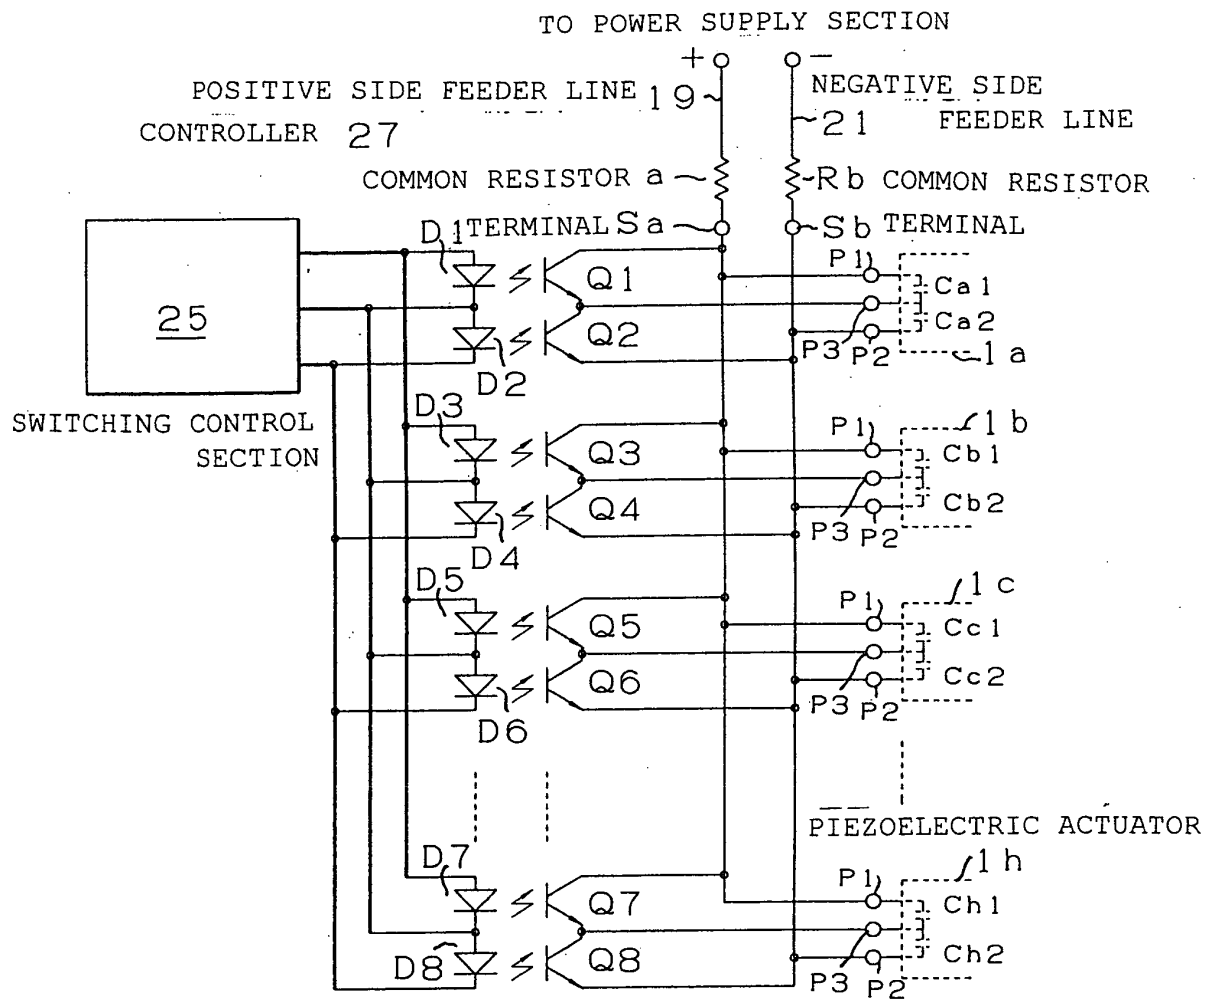 TO POWER SUPPLY SECTION
+ −
POSITIVE SIDE FEEDER LINE 19
NEGATIVE SIDE
FEEDER LINE
21
CONTROLLER 27
COMMON RESISTOR a
Rb COMMON RESISTOR
TERMINAL Sa
Sb TERMINAL
25
SWITCHING CONTROL
SECTION
D1
Q1
Q2
D2
P1
P3
P2
Ca1
Ca2
1a
D3
Q3
Q4
D4
P1
P3
P2
1b
Cb1
Cb2
D5
Q5
Q6
D6
P1
P3
P2
1c
Cc1
Cc2
PIEZOELECTRIC ACTUATOR
D7
Q7
Q8
D8
P1
P3
P2
1h
Ch1
Ch2